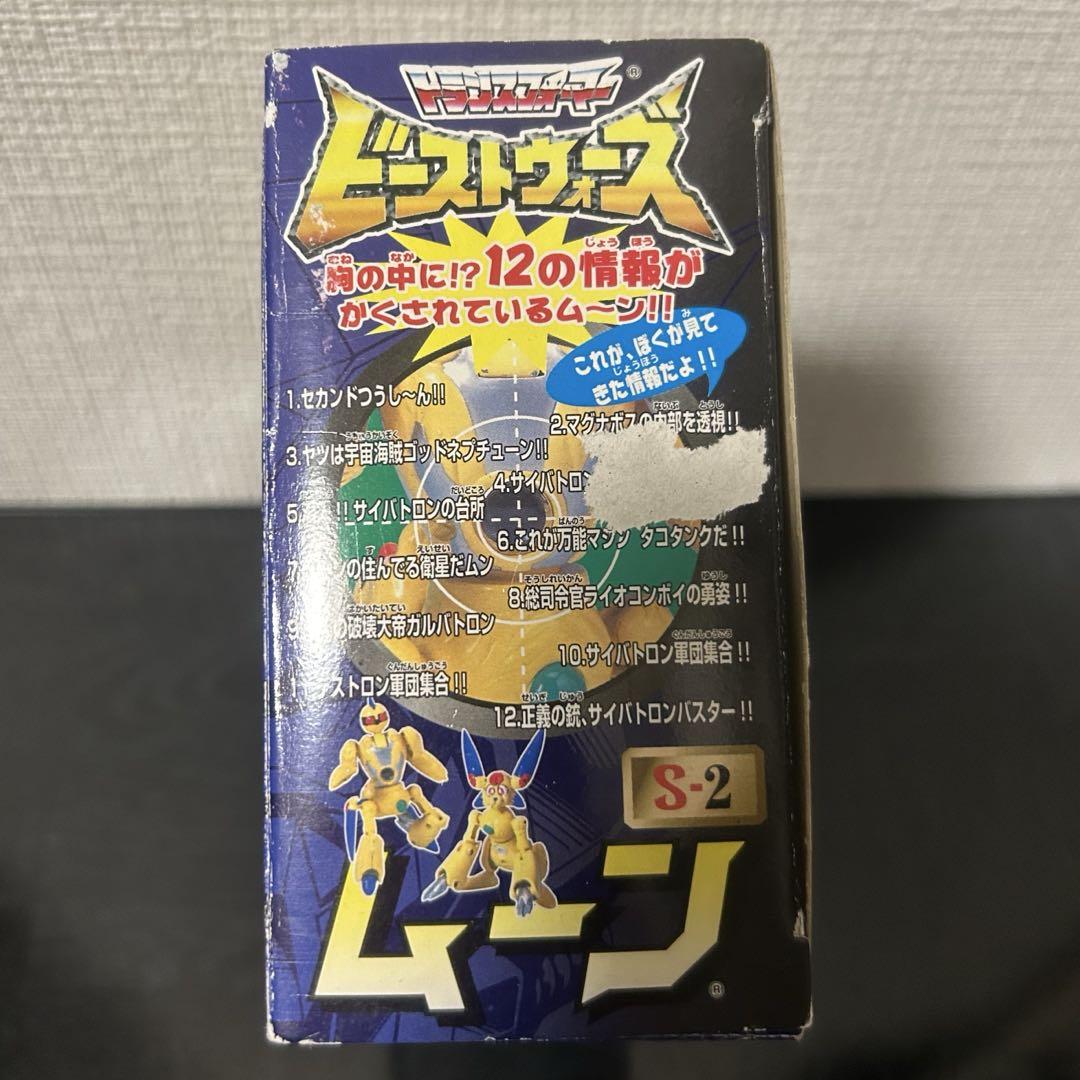 トランスフォーマー®
ビーストウォーズ
胸の中に!?12の情報が
かくされているム〜ン!!
これが、ぼくが見て
きた情報だよ!!
1.セカンドつうし〜ん!!
2.マグナボスの内部を透視!!
3.ヤツは宇宙海賊ゴッドネプチューン!!
4.サイバトロン
5. !!サイバトロンの台所
6.これが万能マシン タコタンクだ!!
7. の住んでる衛星だムン
8.総司令官ライオコンボイの勇姿!!
9. 破壊大帝ガルバトロン
10.サイバトロン軍団集合!!
1 ストロン軍団集合!!
12.正義の銃、サイバトロンバスター!!
S-2
ムーン®